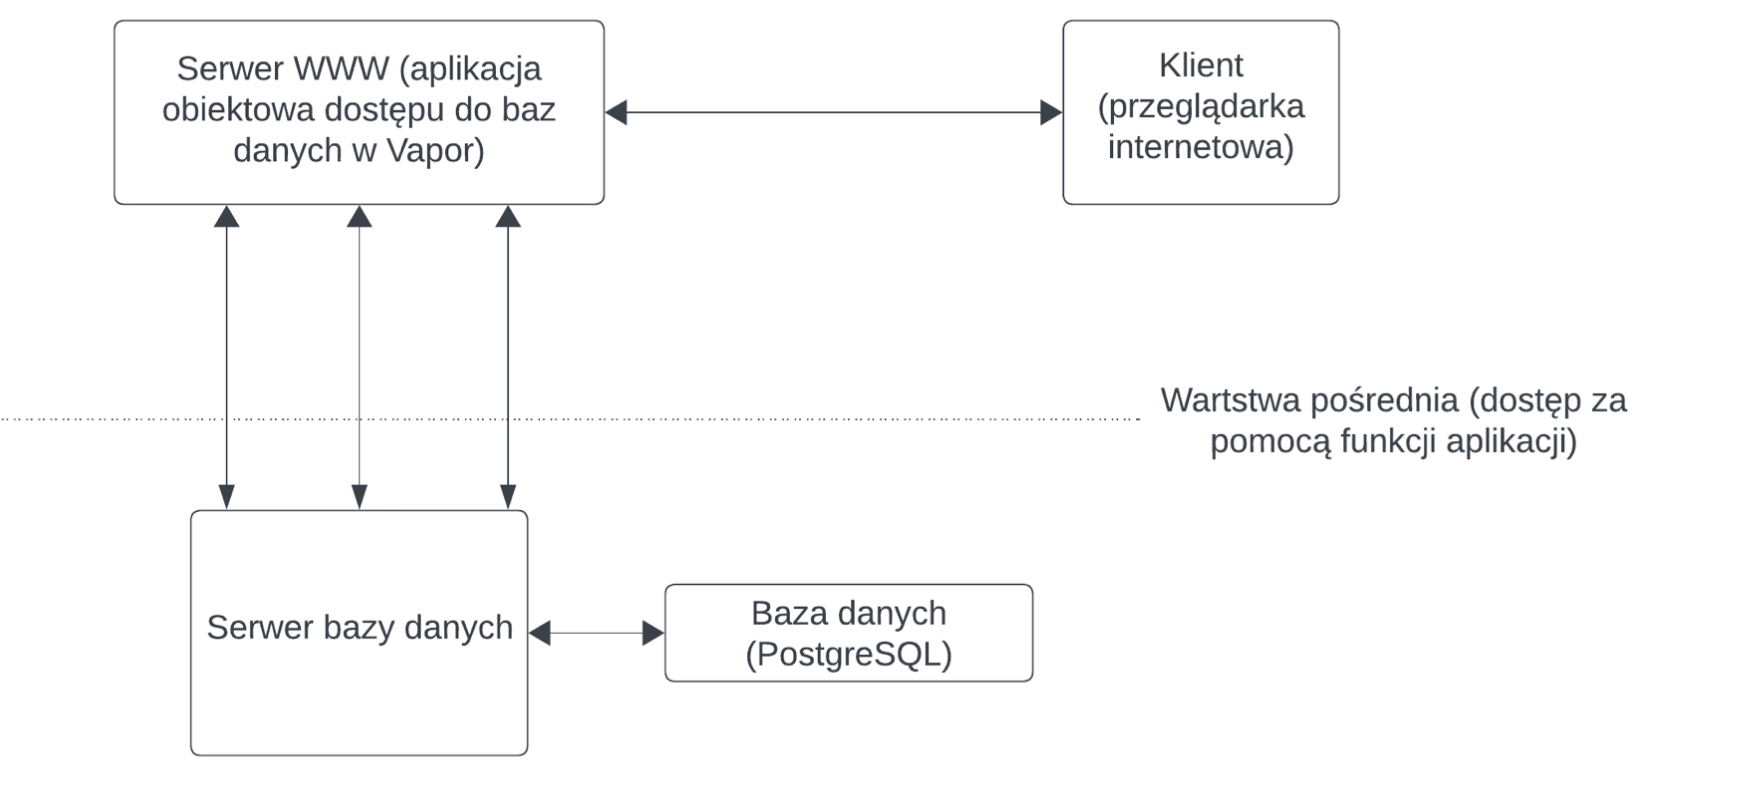 Serwer WWW (aplikacja
obiektowa dostępu do baz
danych w Vapor)
Klient
(przeglądarka
internetowa)
Wartstwa pośrednia (dostęp za
pomocą funkcji aplikacji)
Serwer bazy danych
Baza danych
(PostgreSQL)